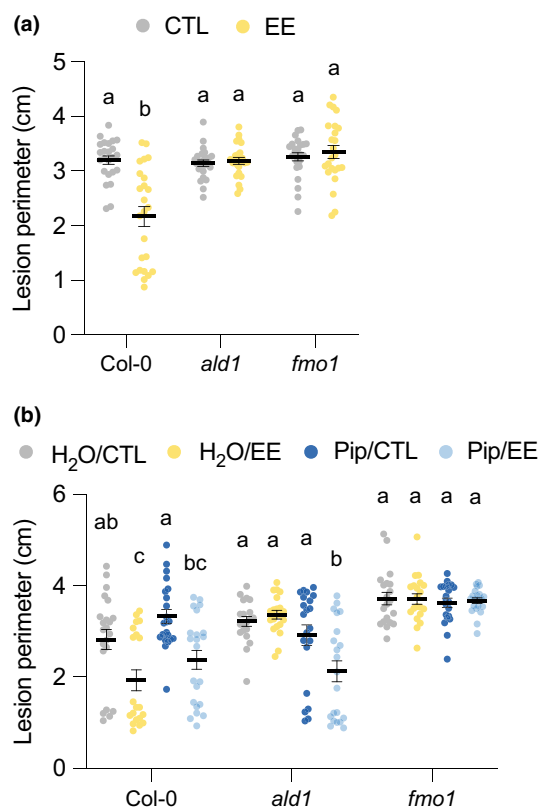 (a)
CTL EE
Lesion perimeter (cm)
5
4
3
2
1
0
a b a a a a
Col-0 ald1 fmo1
(b)
H2O/CTL H2O/EE Pip/CTL Pip/EE
Lesion perimeter (cm)
6
4
2
0
ab c a bc a a a b a a a a
Col-0 ald1 fmo1